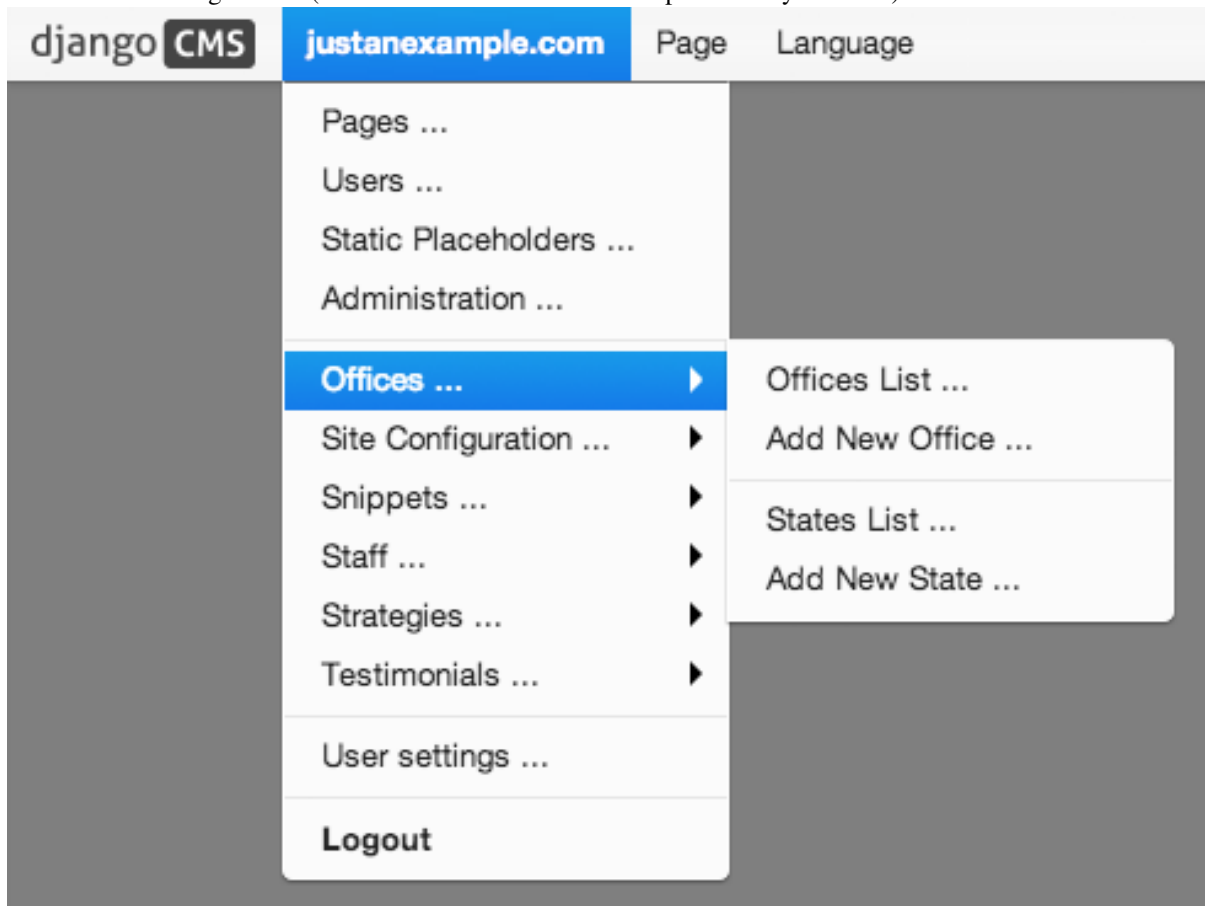 django CMS justanexample.com Page Language
Pages ...
Users ...
Static Placeholders ...
Administration ...
Offices ...
Site Configuration ...
Snippets ...
Staff ...
Strategies ...
Testimonials ...
User settings ...
Logout
Offices List ...
Add New Office ...
States List ...
Add New State ...